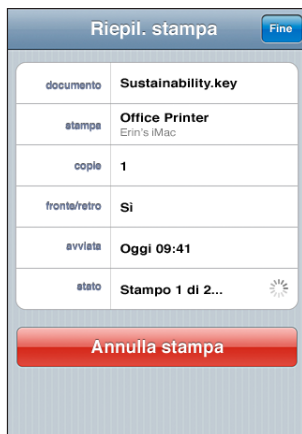 Riepil. stampa
Fine
documento
Sustainability.key
stampa
Office Printer
Erin's iMac
copie
1
fronte/retro
Sì
avviata
Oggi 09:41
stato
Stampo 1 di 2...
Annulla stampa